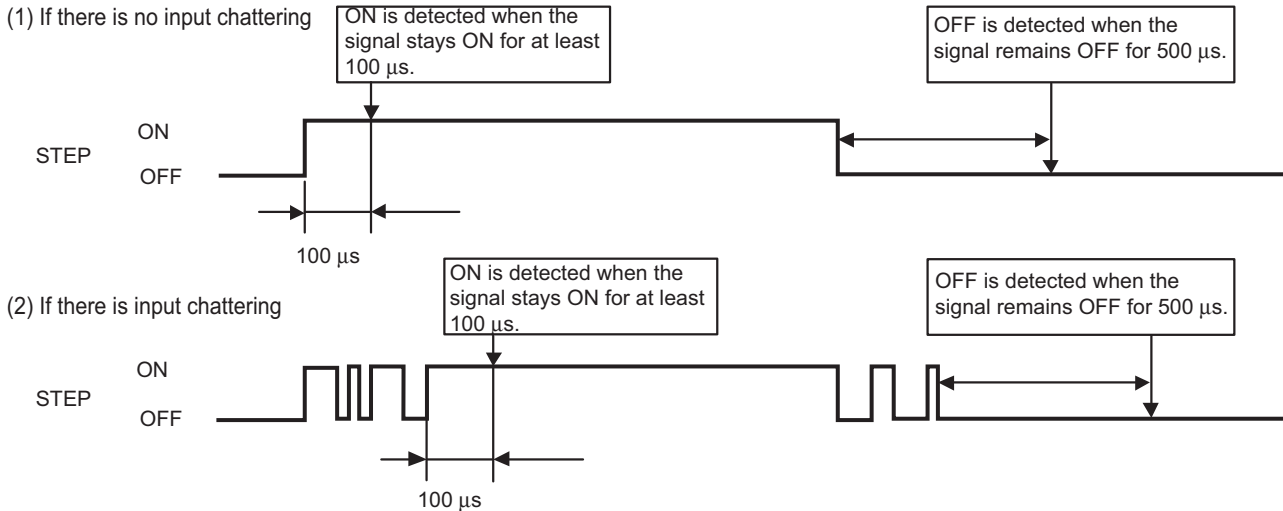 (1) If there is no input chattering
ON is detected when the
signal stays ON for at least
100 μs.
OFF is detected when the
signal remains OFF for 500 μs.
ON
STEP
OFF
100 μs
(2) If there is input chattering
ON is detected when the
signal stays ON for at least
100 μs.
OFF is detected when the
signal remains OFF for 500 μs.
ON
STEP
OFF
100 μs